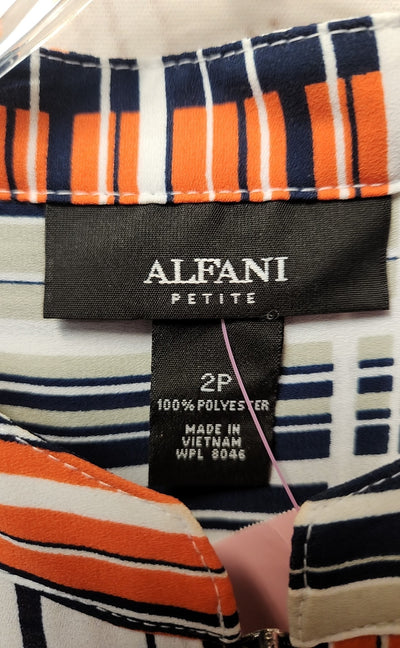 ALFANI
PETITE
2P
100% POLYESTER
MADE IN
VIETNAM
WPL 8046